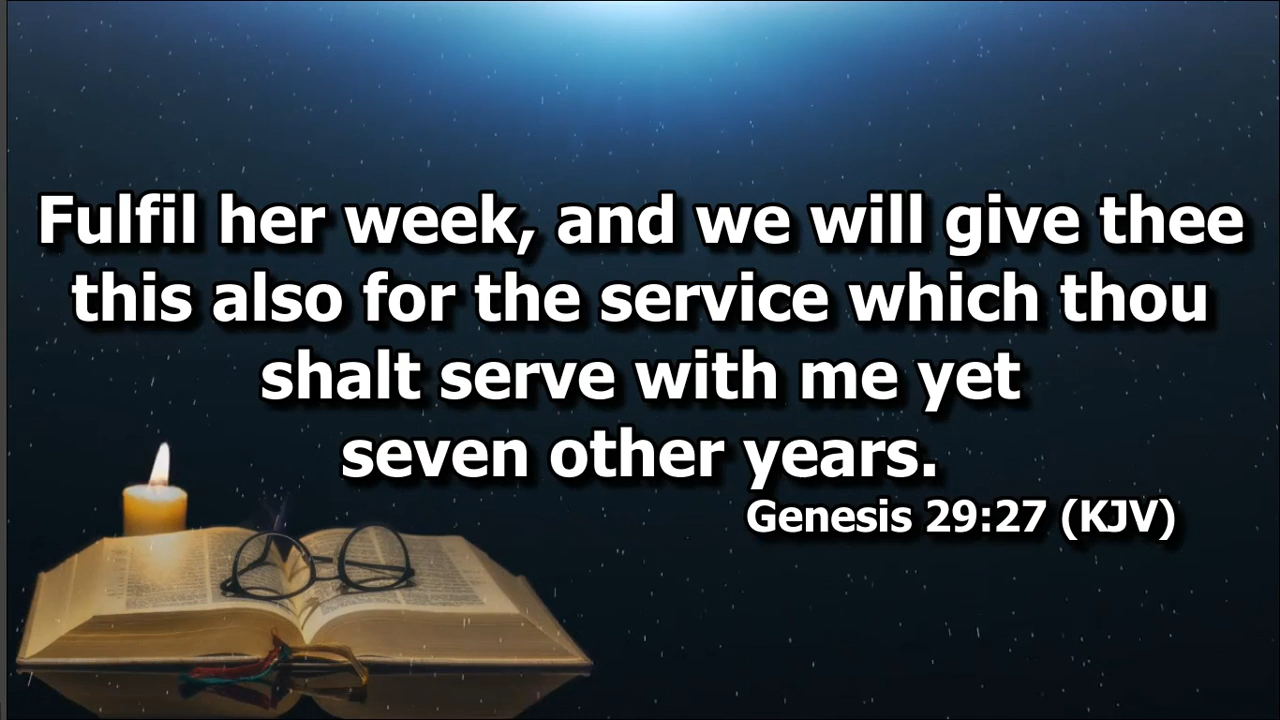 Fulfil her week, and we will give thee
this also for the service which thou
shalt serve with me yet
seven other years.
Genesis 29:27 (KJV)